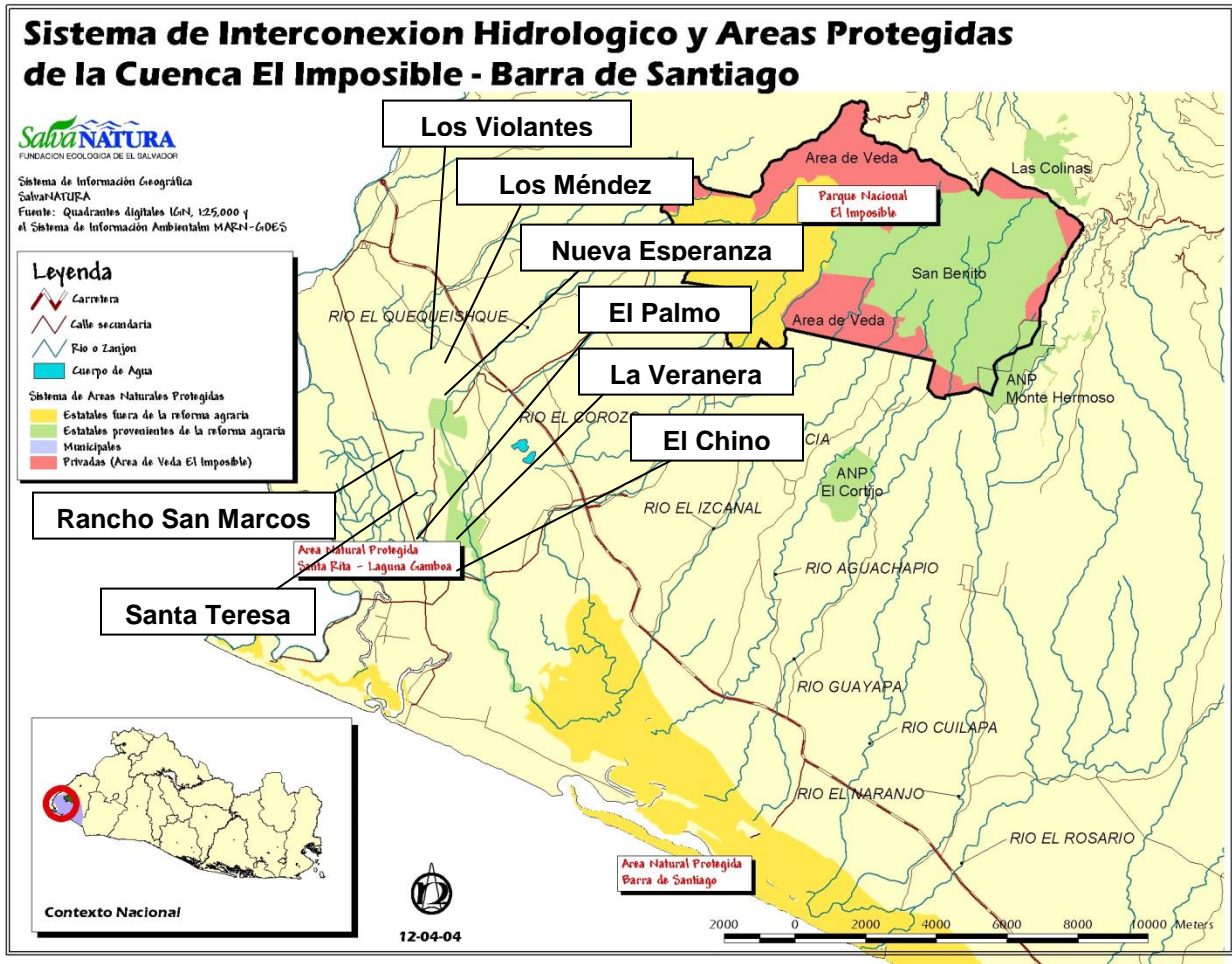 Sistema de Interconexion Hidrologico y Areas Protegidas
de la Cuenca El Imposible - Barra de Santiago
SalvaNATURA
FUNDACION ECOLOGICA DE EL SALVADOR
Sistema de Información Geográfica
SalvaNATURA
Fuente: Quadrantes digitales IGN, 1:25,000 y
el Sistema de Información Ambientalm MARN-GOES
Leyenda
Carretera
Calle secundaria
Rio o Zanjon
Cuerpo de Agua
Sistema de Areas Naturales Protegidas
Estatales fuera de la reforma agraria
Estatales provenientes de la reforma agraria
Municipales
Privadas (Area de Veda El Imposible)
Los Violantes
Los Méndez
Nueva Esperanza
El Palmo
La Veranera
El Chino
Rancho San Marcos
Santa Teresa
Area de Veda
Las Colinas
Parque Nacional
El Imposible
San Benito
Area de Veda
ANP
Monte Hermoso
RIO EL QUEQUEISHQUE
RIO EL COROZO
CIA
ANP
El Cortijo
RIO EL IZCANAL
Area Natural Protegida
Santa Rita - Laguna Gamboa
RIO AGUACHAPIO
RIO GUAYAPA
RIO CUILAPA
RIO EL NARANJO
RIO EL ROSARIO
Area Natural Protegida
Barra de Santiago
Contexto Nacional
n
12-04-04
2000 0 2000 4000 6000 8000 10000 Meters